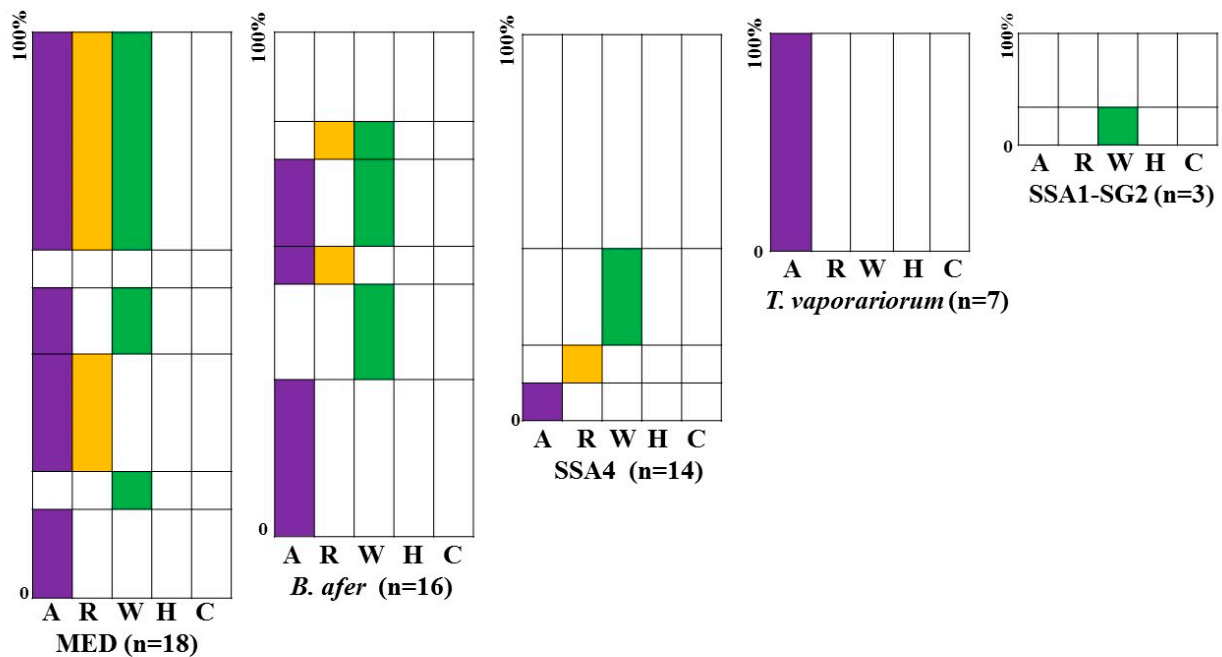 100%
0
A R W H C
MED (n=18)
100%
0
A R W H C
B. afer (n=16)
100%
0
A R W H C
SSA4 (n=14)
100%
0
A R W H C
T. vaporariorum (n=7)
100%
0
A R W H C
SSA1-SG2 (n=3)